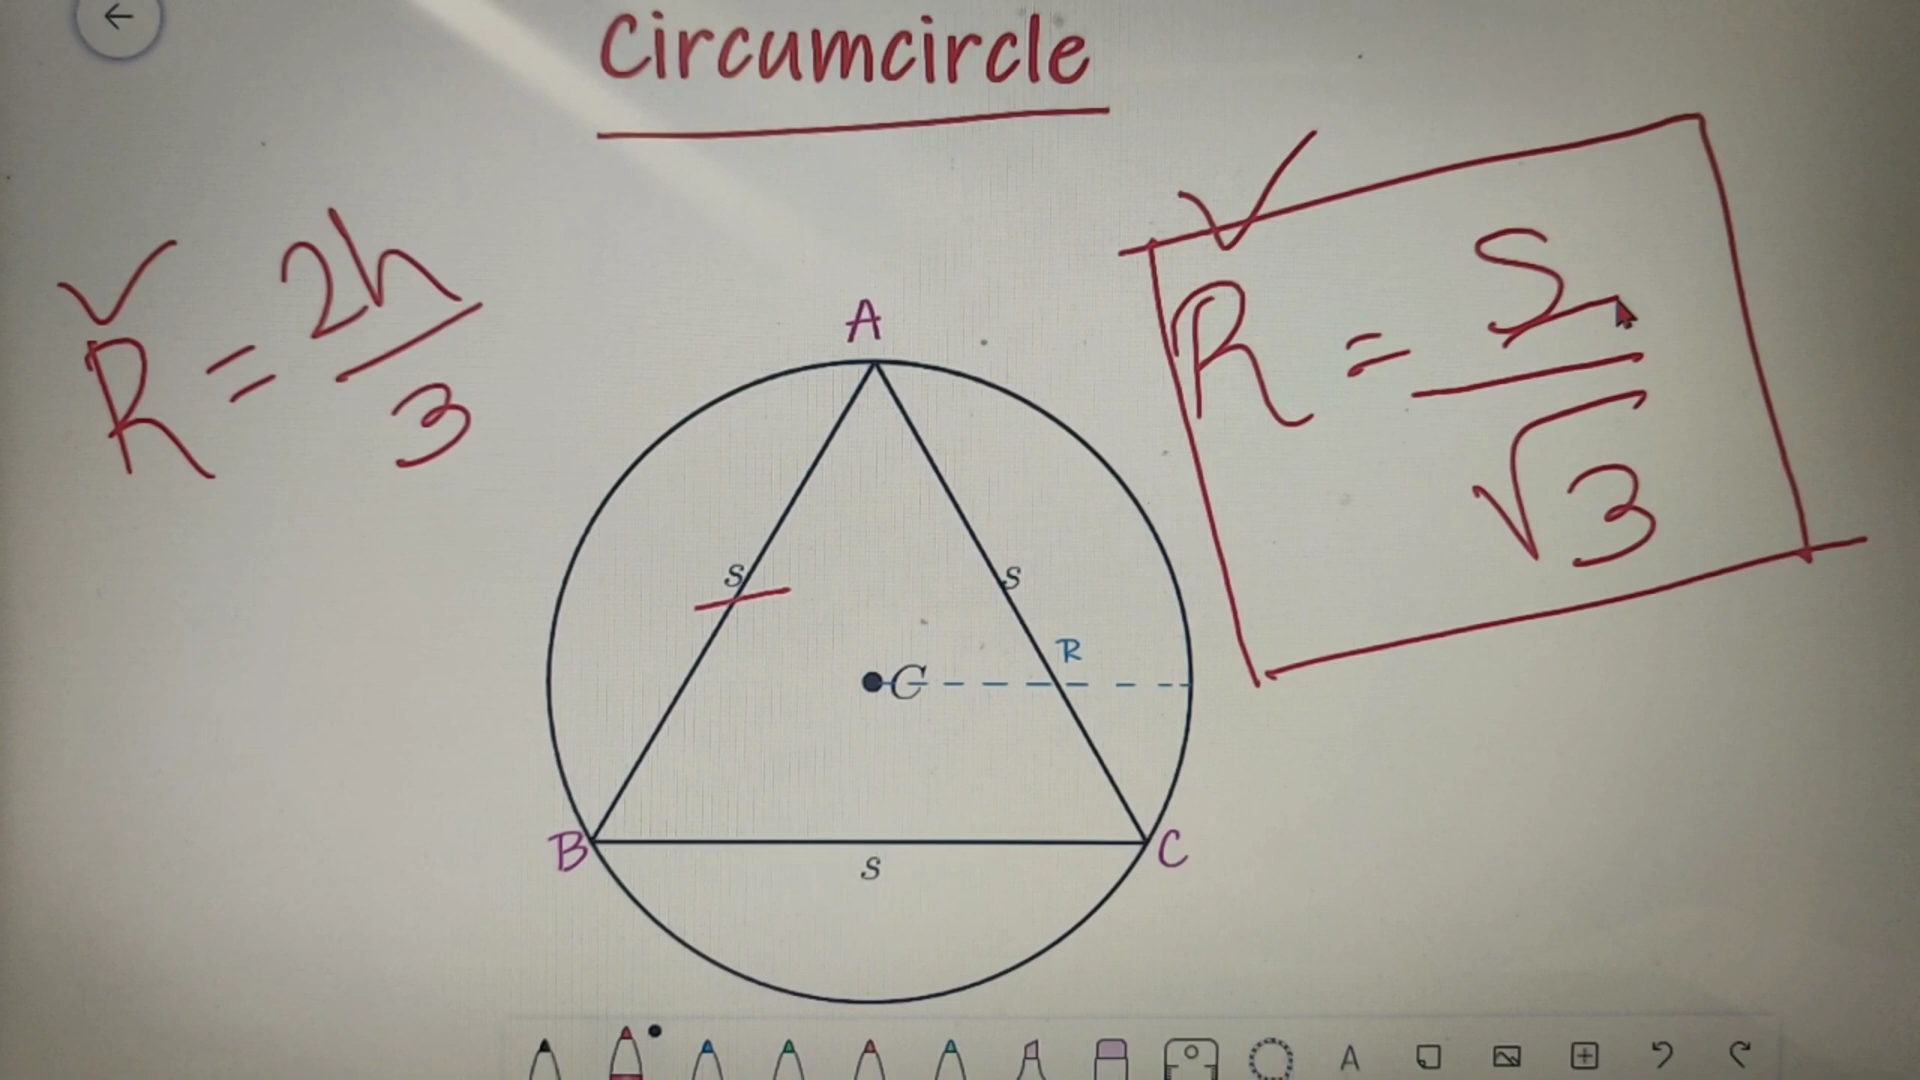 Circumcircle
R = 2h/3
R = S/√3
A
S
S
R
C
B
C
S
A